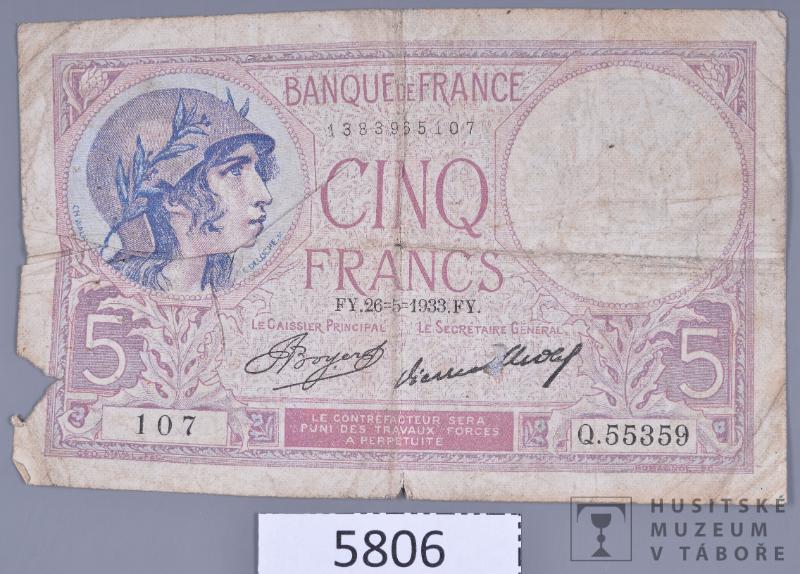 BANQUE DE FRANCE
1383965107
CINQ
FRANCS
FY.26=5=1933.FY.
LE CAISSIER PRINCIPAL LE SECRÉTAIRE GÉNÉRAL
5 5
107
LE CONTREFACTEUR SERA
PUNI DES TRAVAUX FORCÉS
A PERPÉTUITÉ
Q.55359
5806
HUSITSKÉ
MUZEUM
V TÁBOŘE